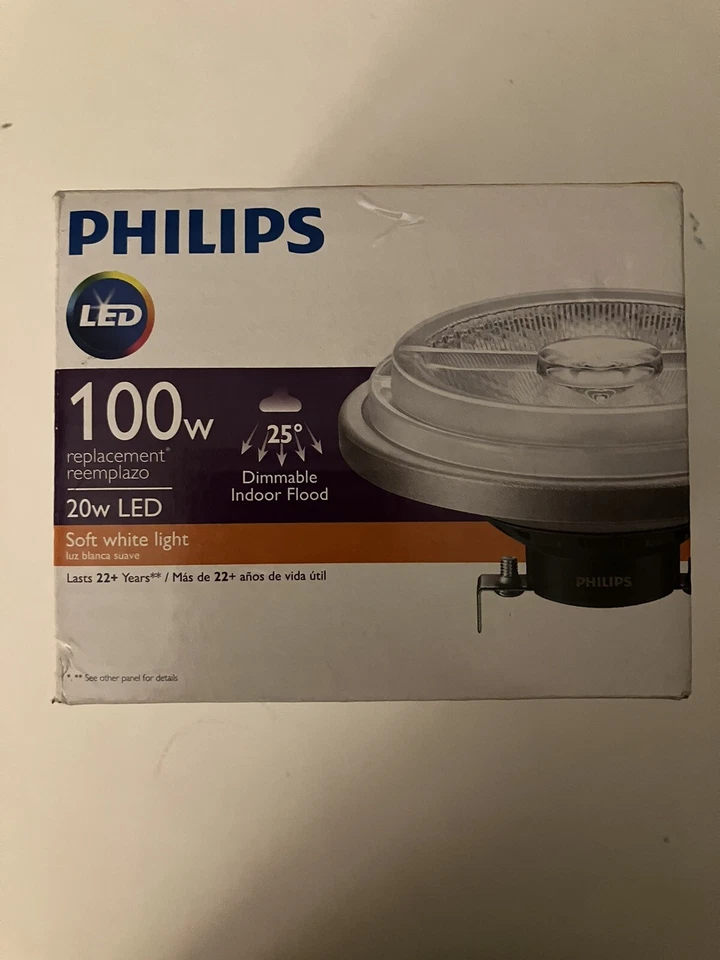 PHILIPS
LED
100w
replacement*
reemplazo
20w LED
25°
Dimmable
Indoor Flood
Soft white light
luz blanca suave
Lasts 22+ Years** / Más de 22+ años de vida útil
PHILIPS
*, ** See other panel for details